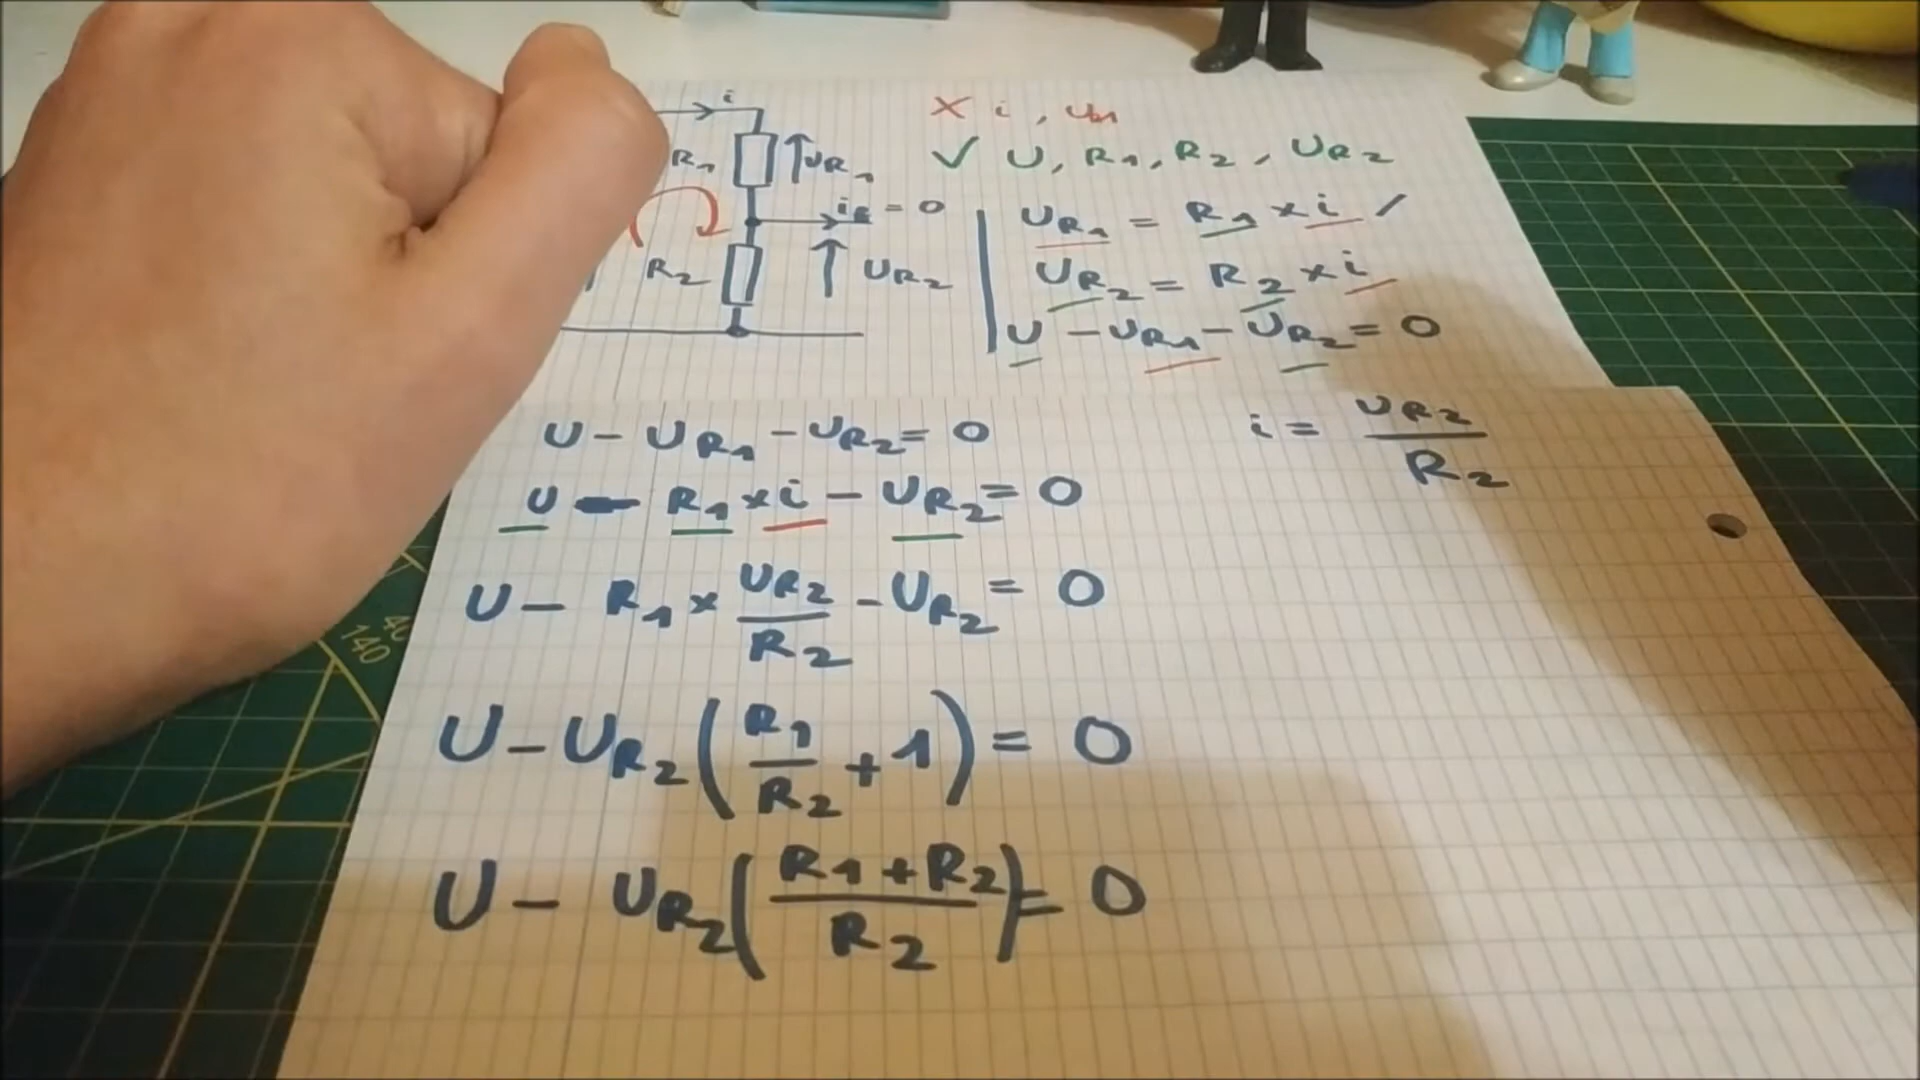 i
R1 UR1
iE = 0
R2 UR2
X i, UR1
✓ U, R1, R2, UR2
UR1 = R1 × i /
UR2 = R2 × i
U - UR1 - UR2 = 0
i = UR2 / R2
U - UR1 - UR2 = 0
U - R1 × i - UR2 = 0
U - R1 × UR2 / R2 - UR2 = 0
U - UR2 (R1 / R2 + 1) = 0
U - UR2 (R1 + R2 / R2) = 0
40
140